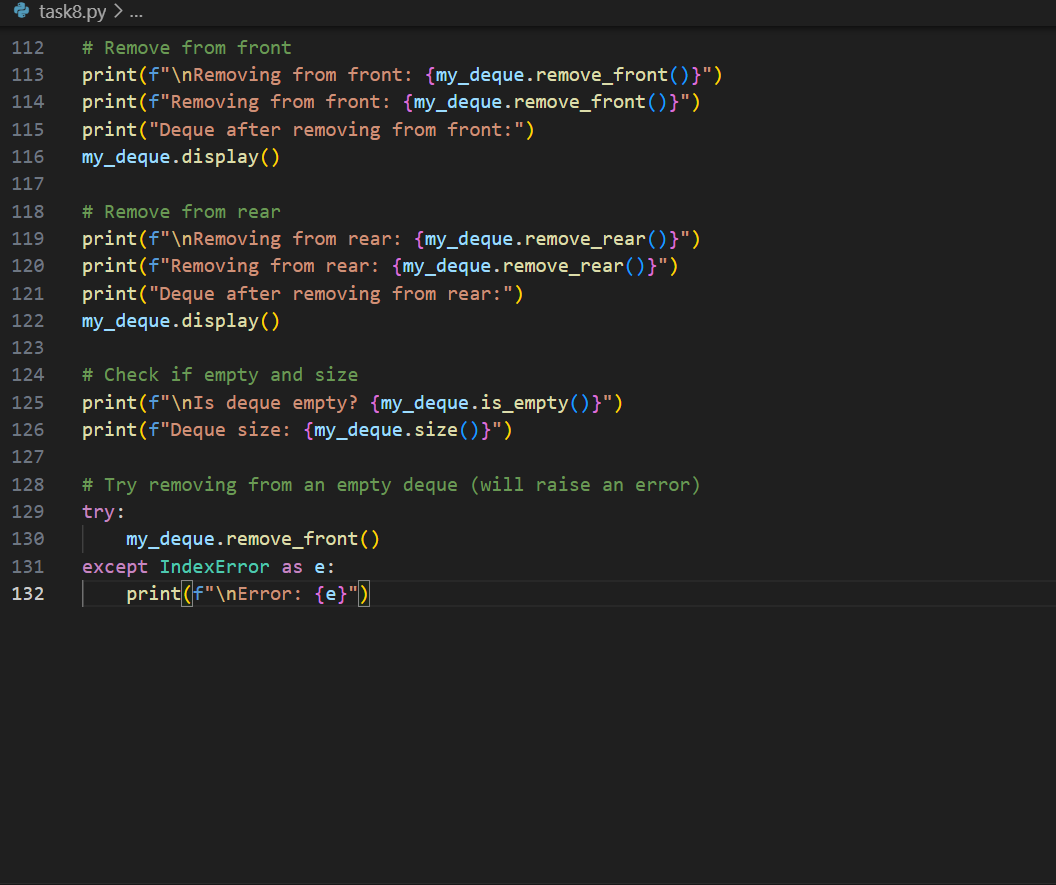 task8.py > ...
112 # Remove from front
113 print(f"\nRemoving from front: {my_deque.remove_front()}")
114 print(f"Removing from front: {my_deque.remove_front()}")
115 print("Deque after removing from front:")
116 my_deque.display()
117
118 # Remove from rear
119 print(f"\nRemoving from rear: {my_deque.remove_rear()}")
120 print(f"Removing from rear: {my_deque.remove_rear()}")
121 print("Deque after removing from rear:")
122 my_deque.display()
123
124 # Check if empty and size
125 print(f"\nIs deque empty? {my_deque.is_empty()}")
126 print(f"Deque size: {my_deque.size()}")
127
128 # Try removing from an empty deque (will raise an error)
129 try:
130     my_deque.remove_front()
131 except IndexError as e:
132     print(f"\nError: {e}")